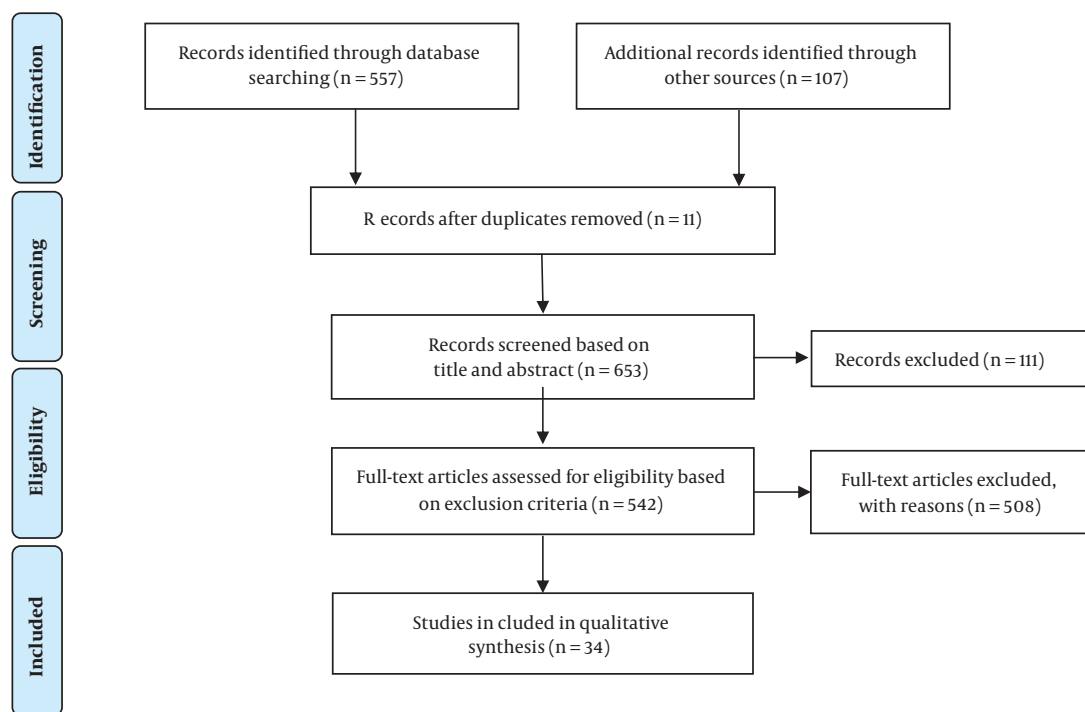 Identification
Records identified through database
searching (n = 557)
Additional records identified through
other sources (n = 107)
Screening
R ecords after duplicates removed (n = 11)
Records screened based on
title and abstract (n = 653)
Records excluded (n = 111)
Eligibility
Full-text articles assessed for eligibility based
on exclusion criteria (n = 542)
Full-text articles excluded,
with reasons (n = 508)
Included
Studies in cluded in qualitative
synthesis (n = 34)